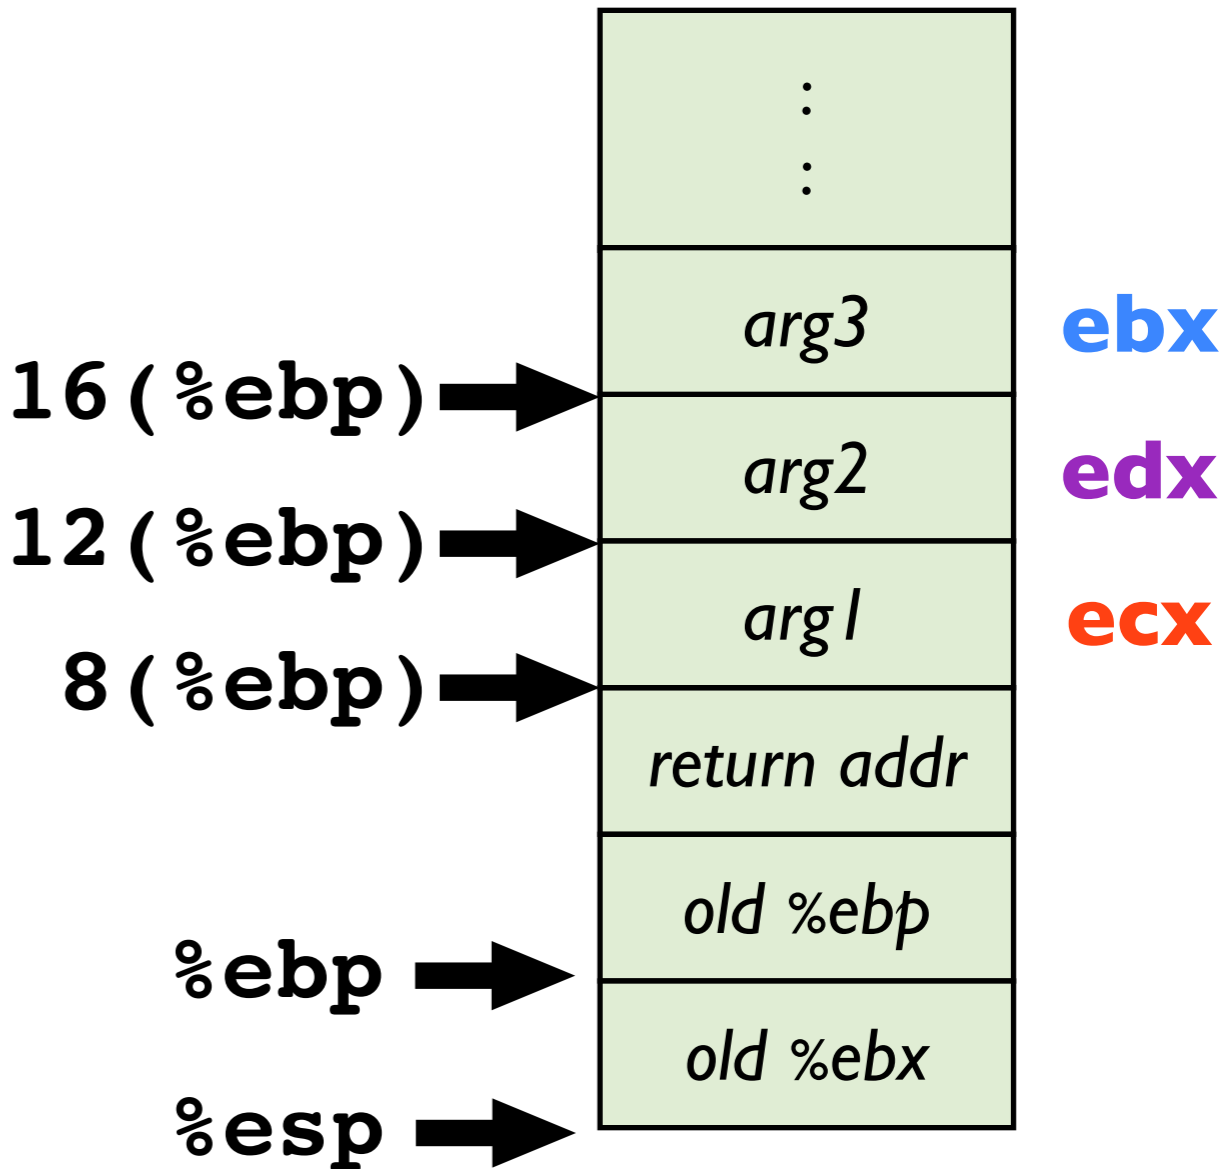 :
:
arg3 ebx
16(%ebp)
arg2 edx
12(%ebp)
arg1 ecx
8(%ebp)
return addr
old %ebp
%ebp
old %ebx
%esp